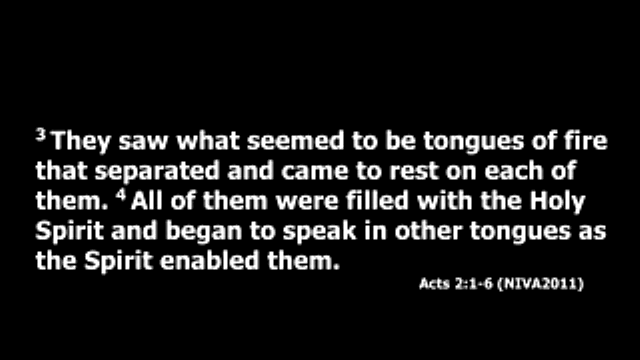 ³ They saw what seemed to be tongues of fire
that separated and came to rest on each of
them. ⁴ All of them were filled with the Holy
Spirit and began to speak in other tongues as
the Spirit enabled them.
Acts 2:1-6 (NIVA2011)